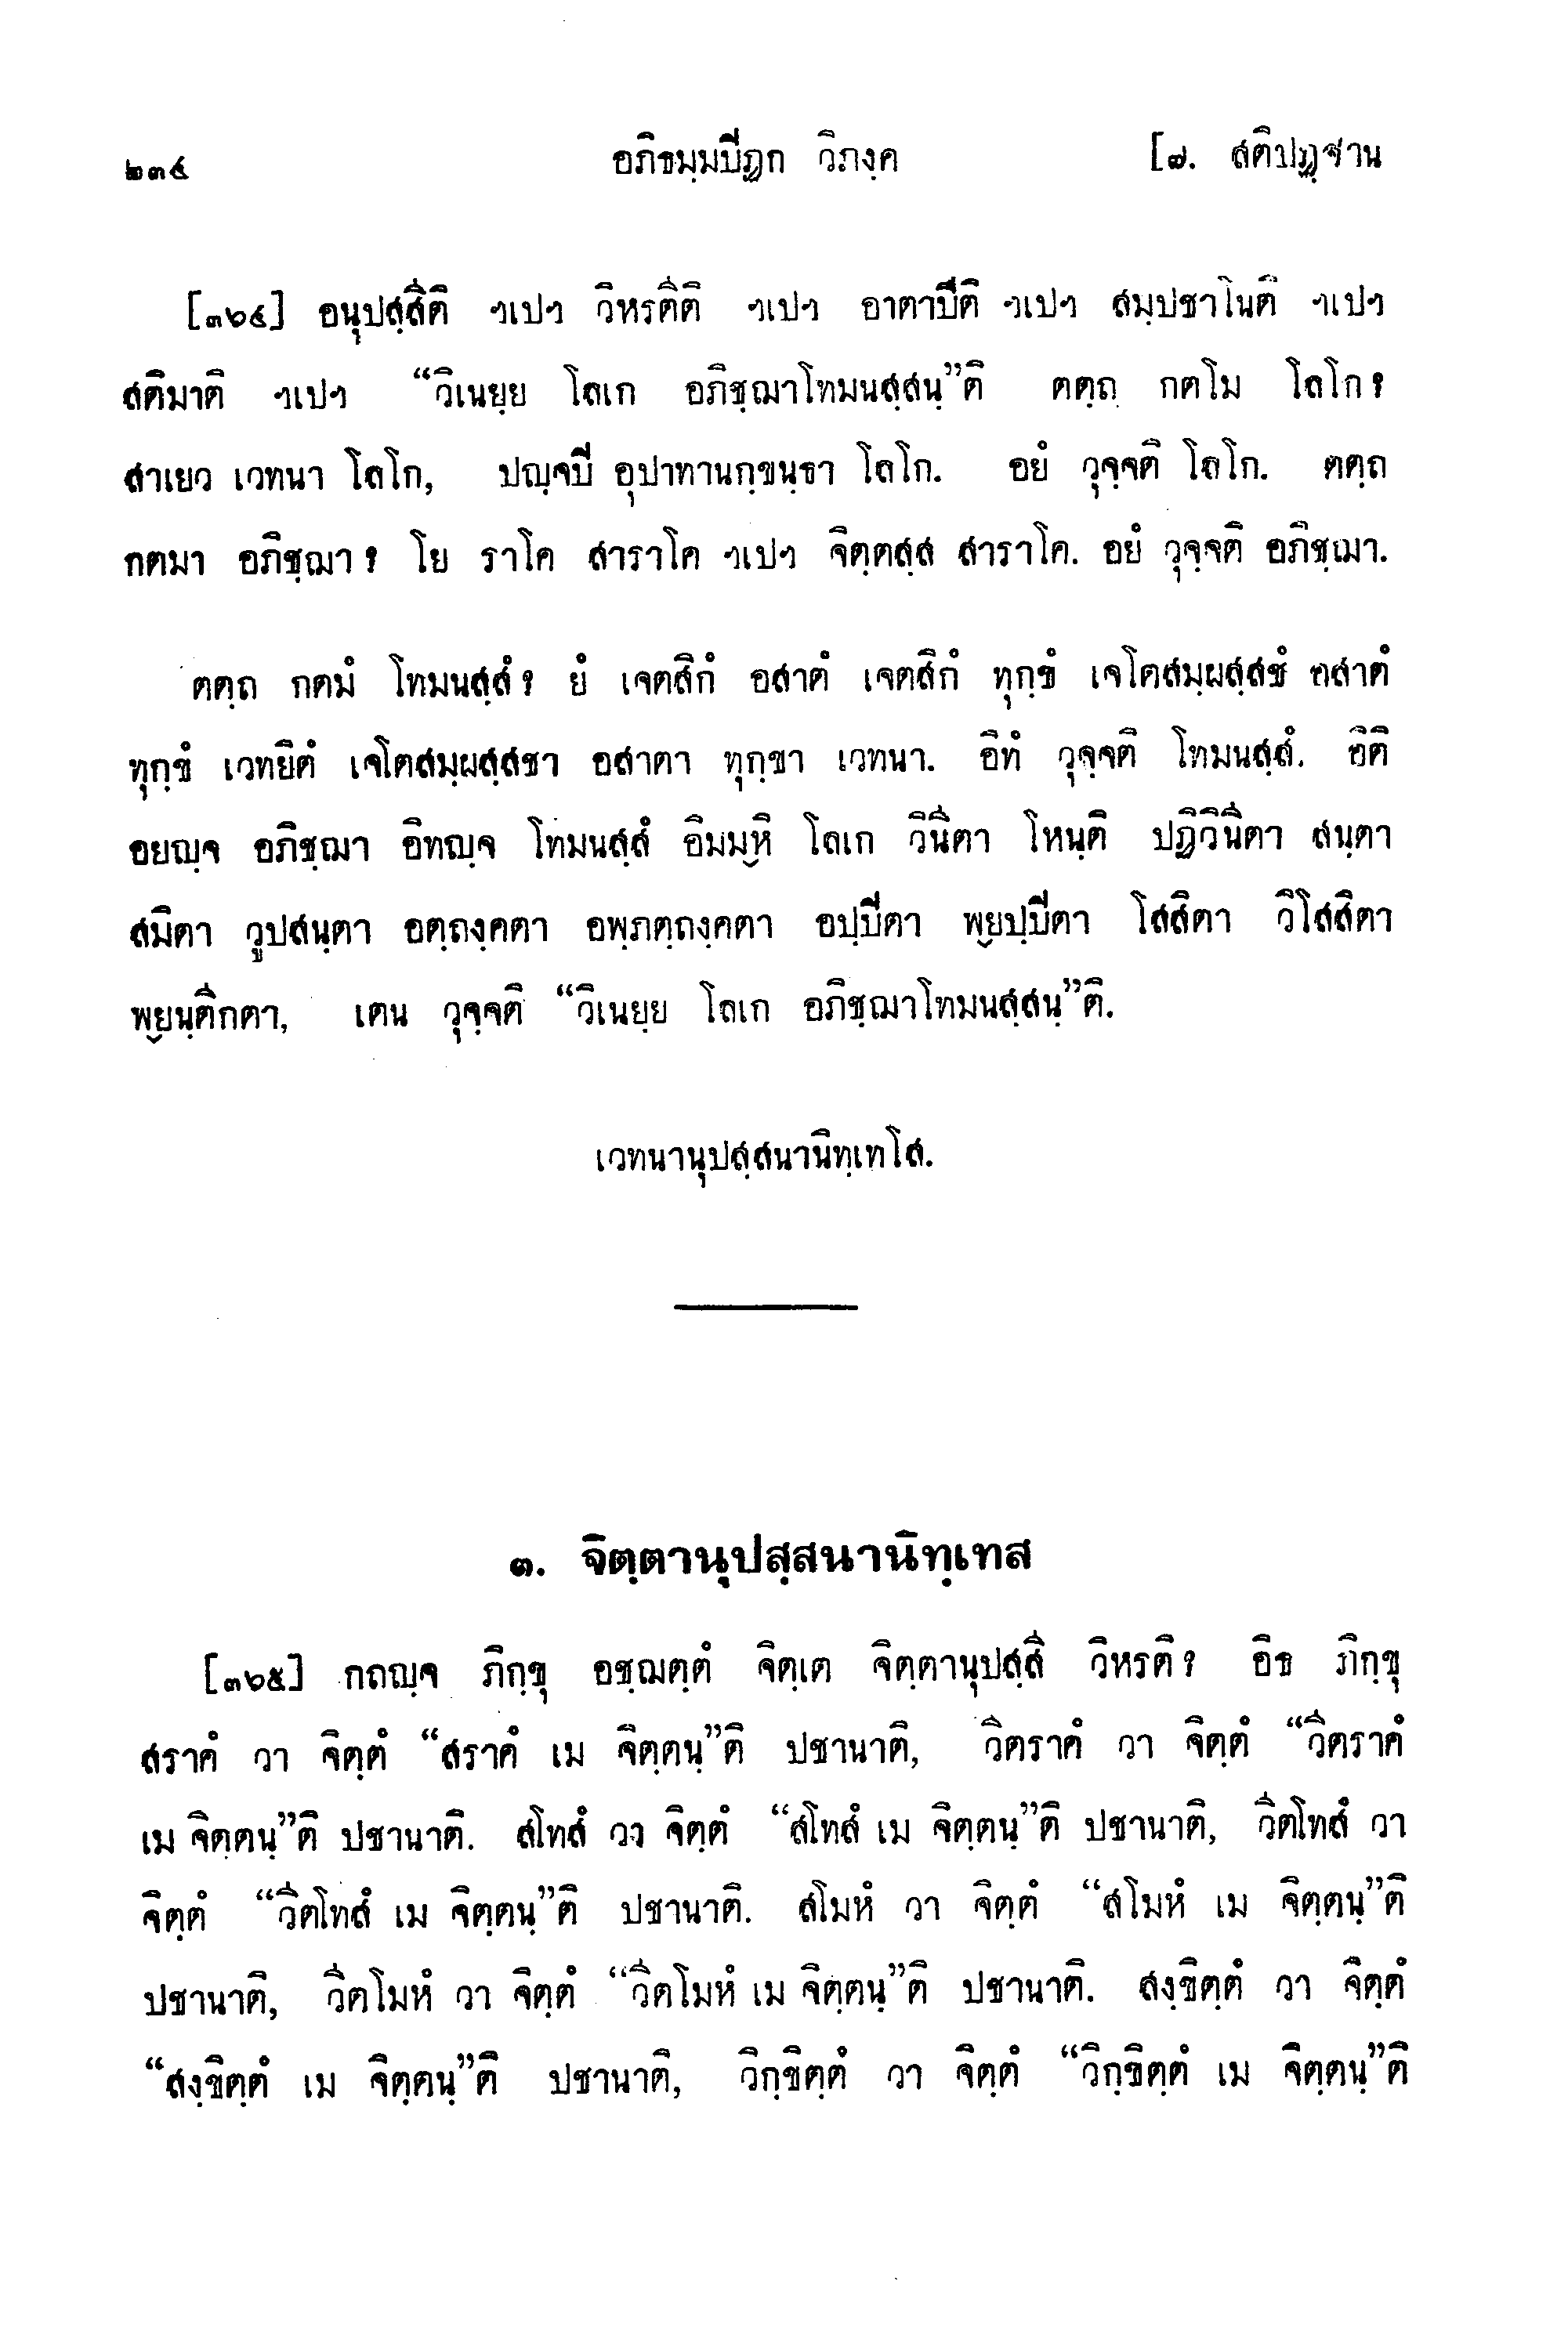 ๒๓๔ อภิธมฺมปิฏก วิภงฺค [๗. สติปฏฺฐาน
[๓๖๔] อนุปสฺสีติ ฯเปฯ วิหรตีติ ฯเปฯ อาตาปีติ ฯเปฯ สมฺปชาโนติ ฯเปฯ
สติมาติ ฯเปฯ “วิเนยฺย โลเก อภิชฺฌาโทมนสฺสนฺ”ติ ตตฺถ กตโม โลโก?
สาเยว เวทนา โลโก, ปญฺจปิ อุปาทานกฺขนฺธา โลโก. อยํ วุจฺจติ โลโก. ตตฺถ
กตมา อภิชฺฌา? โย ราโค สาราโค ฯเปฯ จิตฺตสฺส สาราโค. อยํ วุจฺจติ อภิชฺฌา.
ตตฺถ กตมํ โทมนสฺสํ? ยํ เจตสิกํ อสาตํ เจตสิกํ ทุกฺขํ เจโตสมฺผสฺสชํ อสาตํ
ทุกฺขํ เวทยิตํ เจโตสมฺผสฺสชา อสาตา ทุกฺขา เวทนา. อิทํ วุจฺจติ โทมนสฺสํ. อิติ
อยญฺจ อภิชฺฌา อิทญฺจ โทมนสฺสํ อิมมฺหิ โลเก วินีตา โหนฺติ ปฏิวินีตา สนฺตา
สมิตา วูปสนฺตา อตฺถงฺคตา อพฺภตฺถงฺคตา อปฺปิตา พฺยปฺปิตา โสสิตา วิโสสิตา
พฺยนฺตีกตา, เตน วุจฺจติ “วิเนยฺย โลเก อภิชฺฌาโทมนสฺสนฺ”ติ.
เวทนานุปสฺสนานิทฺเทโส.
๓. จิตฺตานุปสฺสนานิทฺเทส
[๓๖๕] กถญฺจ ภิกฺขุ อชฺฌตฺตํ จิตฺเต จิตฺตานุปสฺสี วิหรติ? อิธ ภิกฺขุ
สราคํ วา จิตฺตํ “สราคํ เม จิตฺตนฺ”ติ ปชานาติ, วีตราคํ วา จิตฺตํ “วีตราคํ
เม จิตฺตนฺ”ติ ปชานาติ. สโทสํ วา จิตฺตํ “สโทสํ เม จิตฺตนฺ”ติ ปชานาติ, วีตโทสํ วา
จิตฺตํ “วีตโทสํ เม จิตฺตนฺ”ติ ปชานาติ. สโมหํ วา จิตฺตํ “สโมหํ เม จิตฺตนฺ”ติ
ปชานาติ, วีตโมหํ วา จิตฺตํ “วีตโมหํ เม จิตฺตนฺ”ติ ปชานาติ. สงฺขิตฺตํ วา จิตฺตํ
“สงฺขิตฺตํ เม จิตฺตนฺ”ติ ปชานาติ, วิกฺขิตฺตํ วา จิตฺตํ “วิกฺขิตฺตํ เม จิตฺตนฺ”ติ